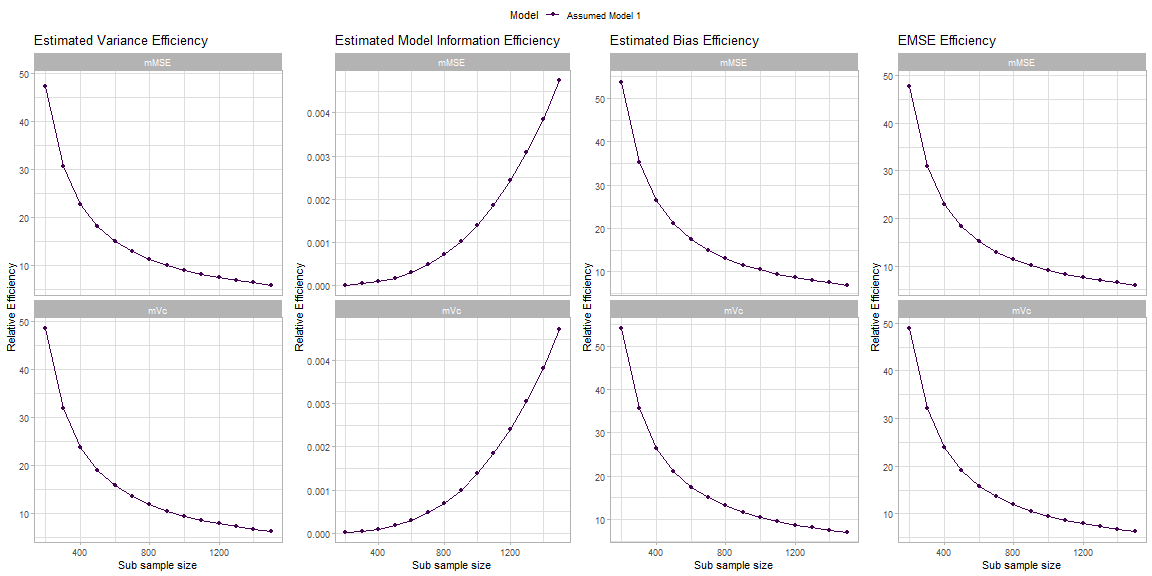 Model Assumed Model 1
Estimated Variance Efficiency
mMSE
50
40
30
20
10
mVc
50
40
30
20
10
400 800 1200
Sub sample size
Relative Efficiency
Estimated Model Information Efficiency
mMSE
0.004
0.003
0.002
0.001
0.000
mVc
0.004
0.003
0.002
0.001
0.000
400 800 1200
Sub sample size
Relative Efficiency
Estimated Bias Efficiency
mMSE
50
40
30
20
10
mVc
50
40
30
20
10
400 800 1200
Sub sample size
Relative Efficiency
EMSE Efficiency
mMSE
50
40
30
20
10
mVc
50
40
30
20
10
400 800 1200
Sub sample size
Relative Efficiency